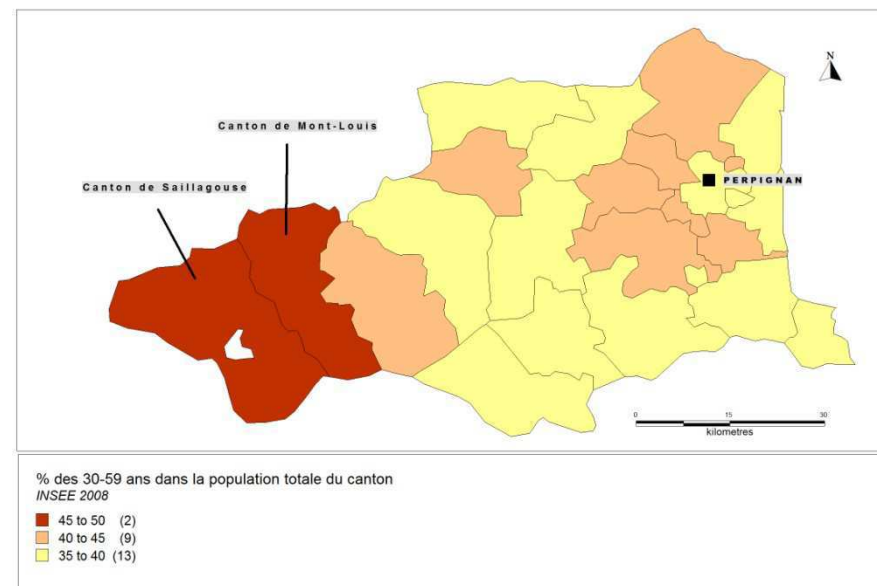 N
Canton de Mont-Louis
Canton de Saillagouse
PERPIGNAN
0 15 30
kilometres
% des 30-59 ans dans la population totale du canton
INSEE 2008
45 to 50 (2)
40 to 45 (9)
35 to 40 (13)